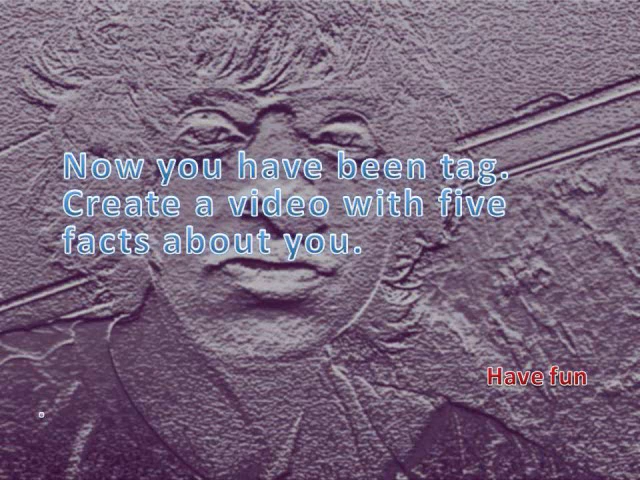 Now you have been tag.
Create a video with five
facts about you.
Have fun